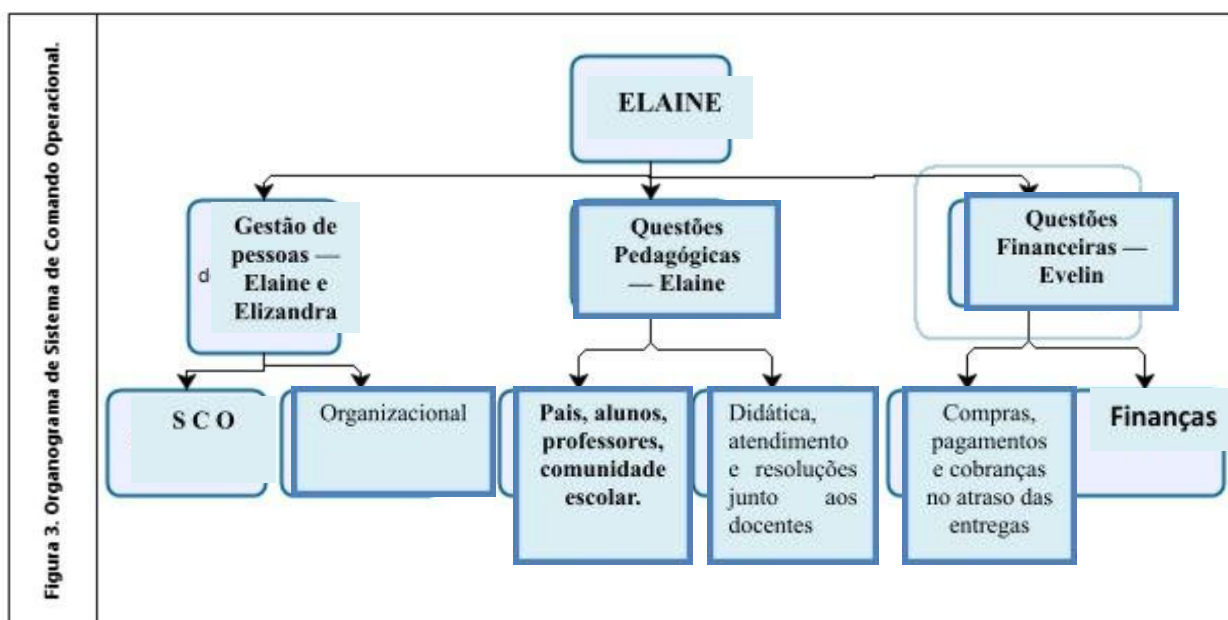 Figura 3. Organograma de Sistema de Comando Operacional.
ELAINE
Gestão de
pessoas —
Elaine e
Elizandra
d
Questões
Pedagógicas
— Elaine
Questões
Financeiras —
Evelin
S C O
Organizacional
Pais, alunos,
professores,
comunidade
escolar.
Didática,
atendimento
e resoluções
junto aos
docentes
Compras,
pagamentos
e cobranças
no atraso das
entregas
Finanças